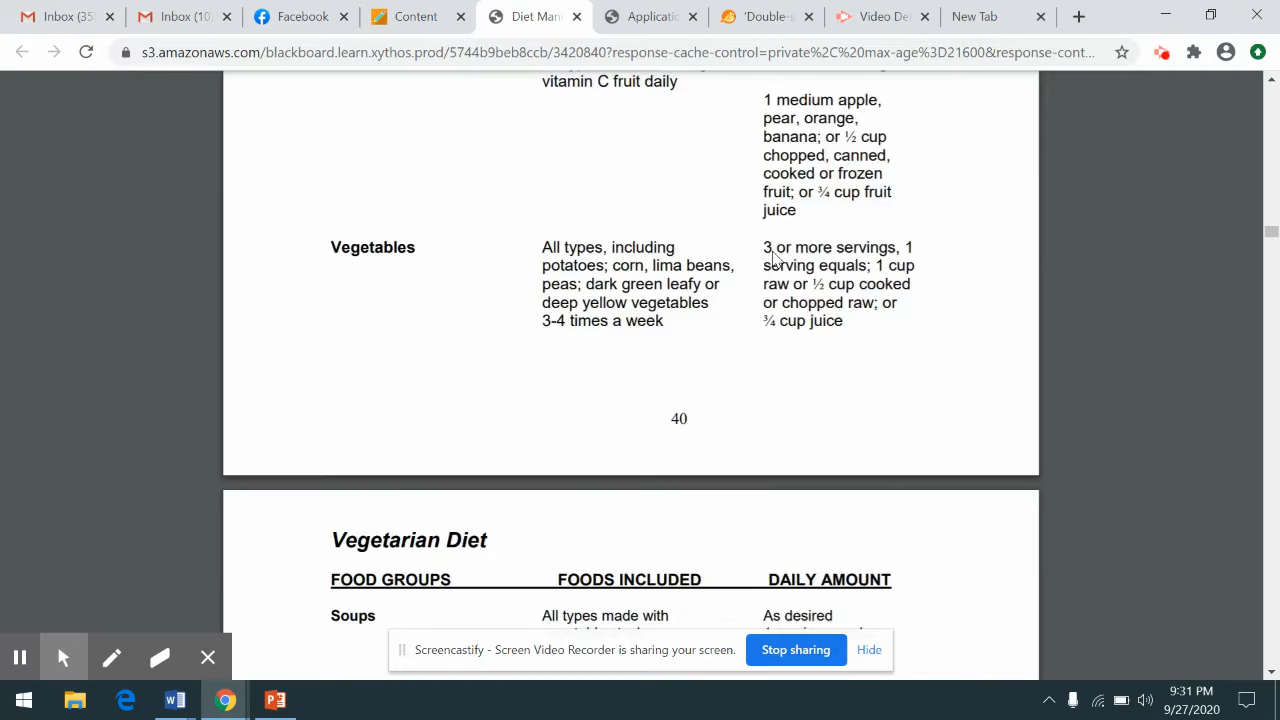 Inbox (35)
Inbox (10)
Facebook
Content
Diet Man
Applicatio
'Double-s
Video De
New Tab
s3.amazonaws.com/blackboard.learn.xythos.prod/5744b9beb8ccb/3420840?response-cache-control=private%2C%20max-age%3D21600&response-cont...
vitamin C fruit daily
1 medium apple,
pear, orange,
banana; or ½ cup
chopped, canned,
cooked or frozen
fruit; or ¾ cup fruit
juice
Vegetables
All types, including
potatoes; corn, lima beans,
peas; dark green leafy or
deep yellow vegetables
3-4 times a week
3 or more servings, 1
serving equals; 1 cup
raw or ½ cup cooked
or chopped raw; or
¾ cup juice
40
Vegetarian Diet
FOOD GROUPS FOODS INCLUDED DAILY AMOUNT
Soups
All types made with
As desired
Screencastify - Screen Video Recorder is sharing your screen.
Stop sharing
Hide
9:31 PM
9/27/2020